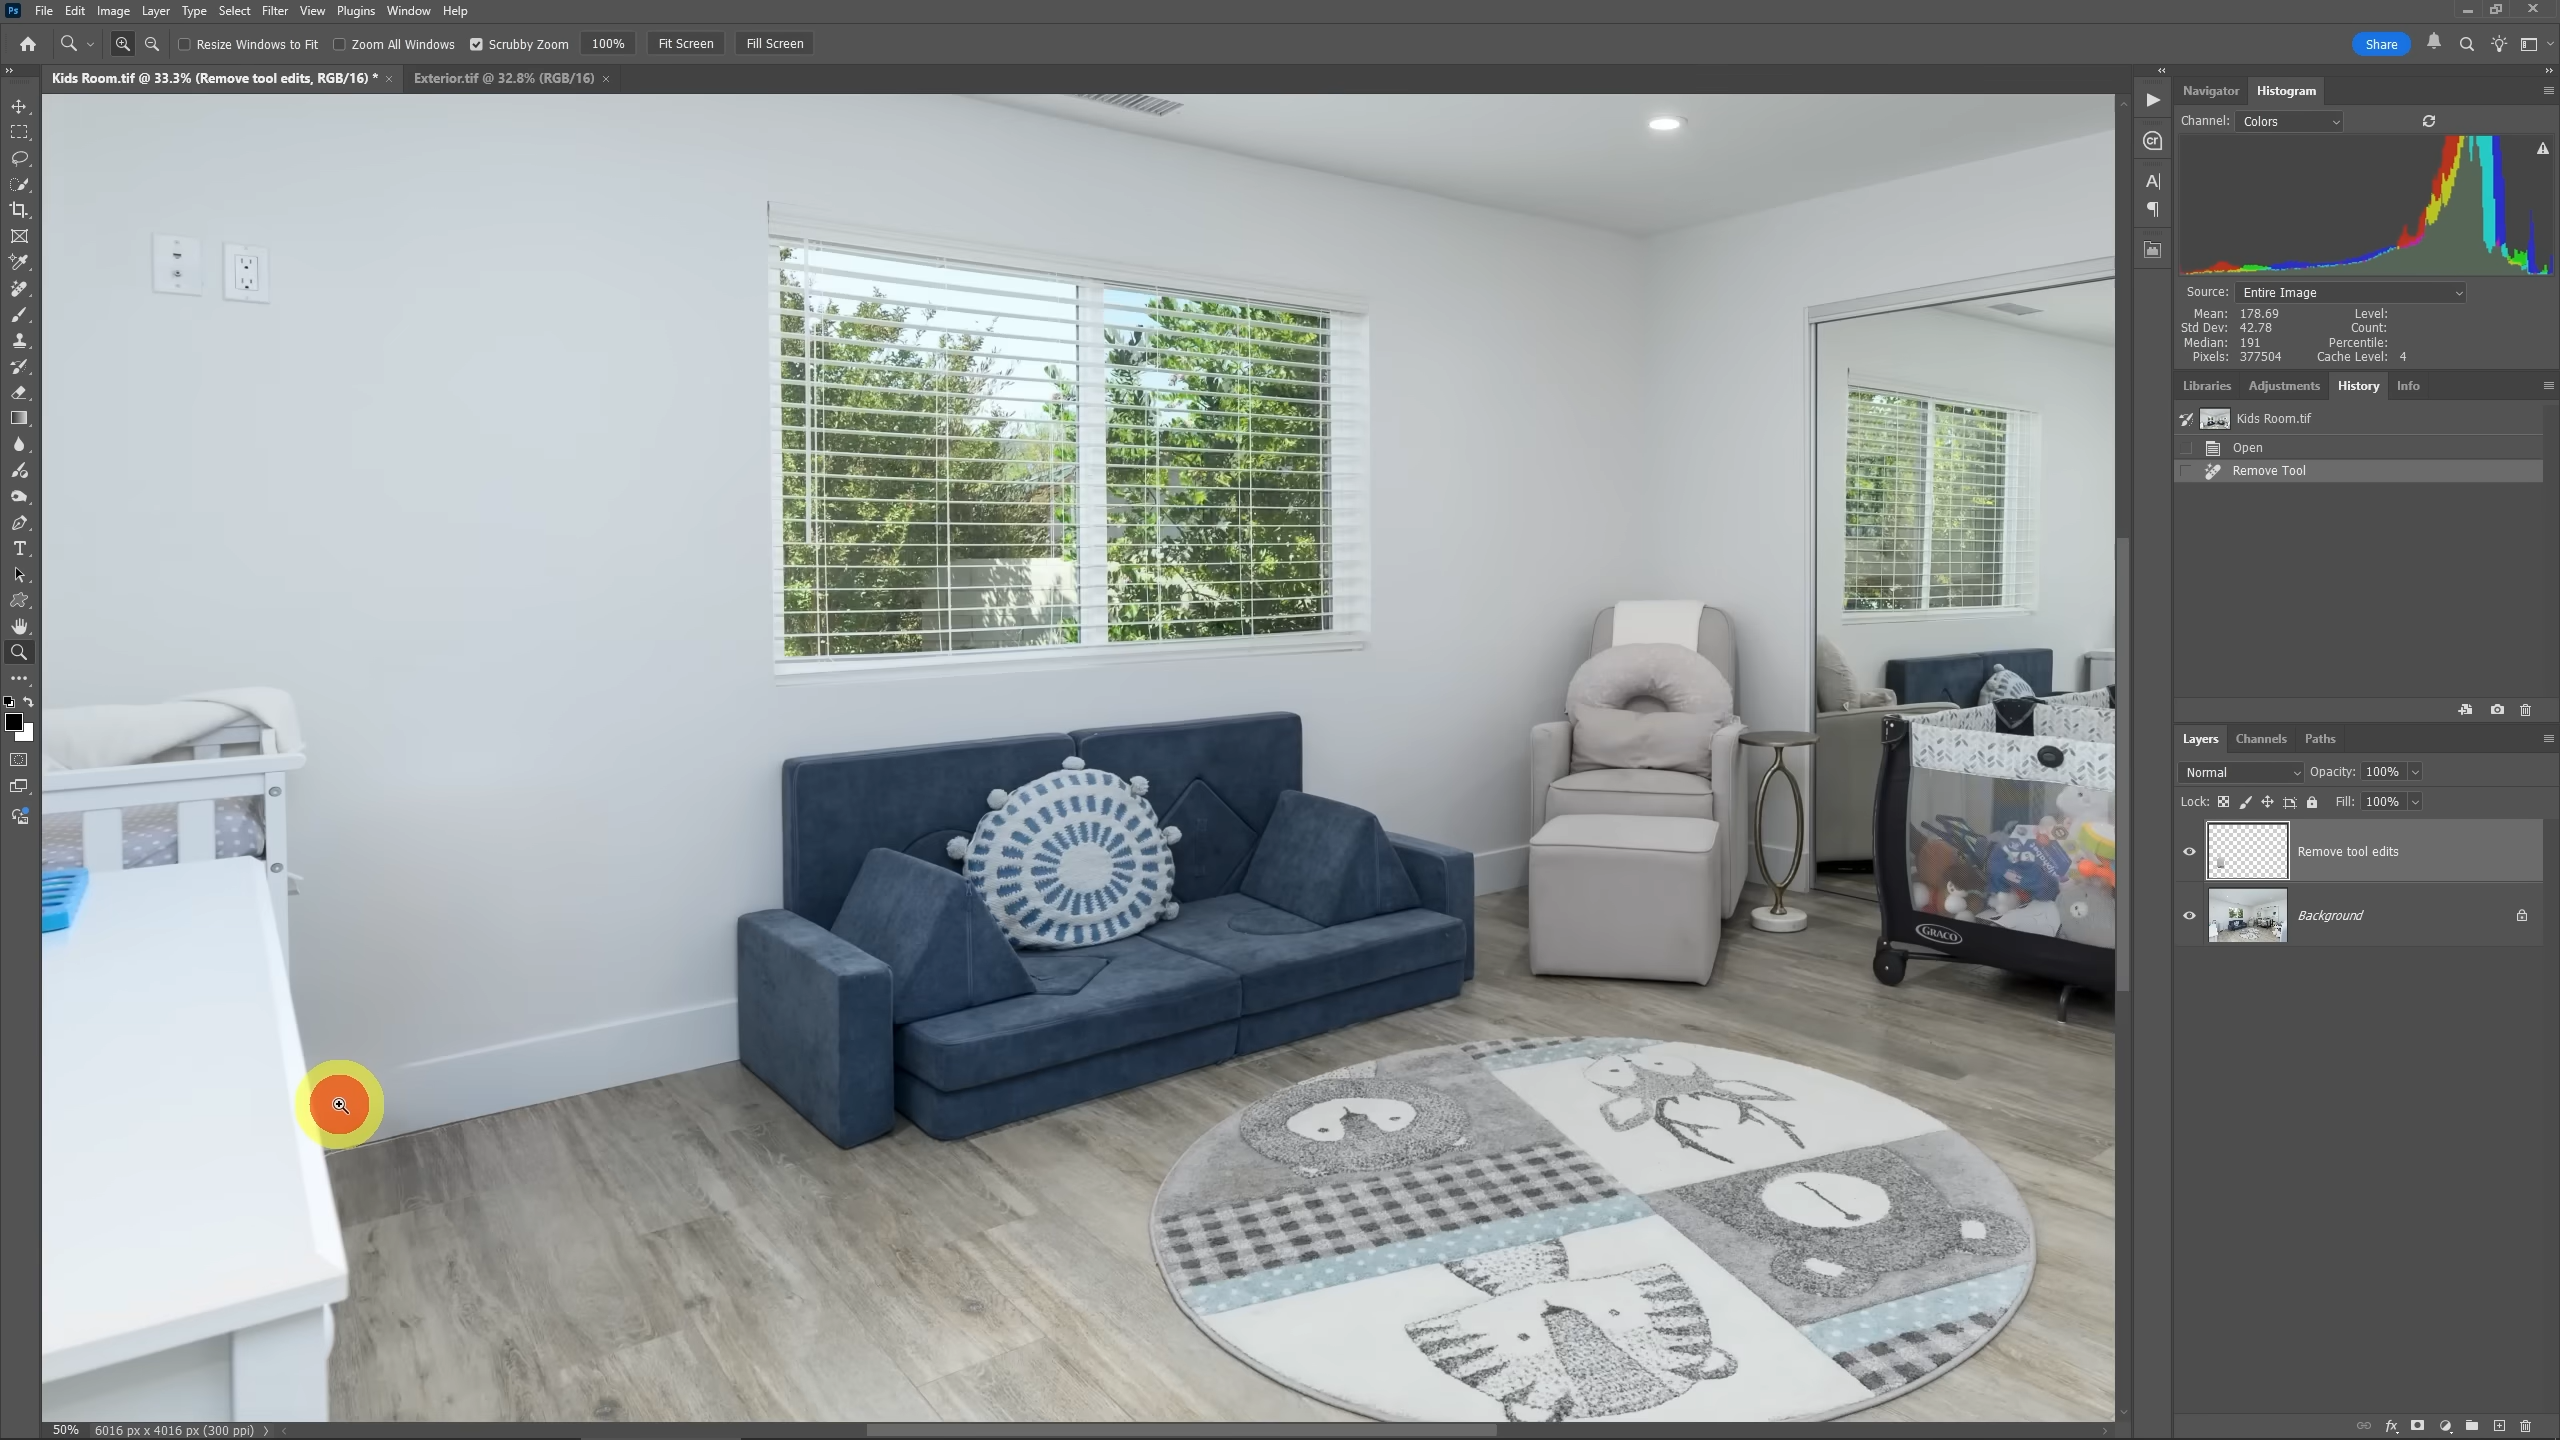 Ps File Edit Image Layer Type Select Filter View Plugins Window Help
Resize Windows to Fit Zoom All Windows Scrubby Zoom 100% Fit Screen Fill Screen Share
Kids Room.tif @ 33.3% (Remove tool edits, RGB/16) * × Exterior.tif @ 32.8% (RGB/16) ×
Navigator Histogram
Channel: Colors
Source: Entire Image
Mean: 178.69 Level:
Std Dev: 42.78 Count:
Median: 191 Percentile:
Pixels: 377504 Cache Level: 4
Libraries Adjustments History Info
Kids Room.tif
Open
Remove Tool
Layers Channels Paths
Normal Opacity: 100%
Lock: Fill: 100%
Remove tool edits
Background
GRACO
50% 6016 px x 4016 px (300 ppi)